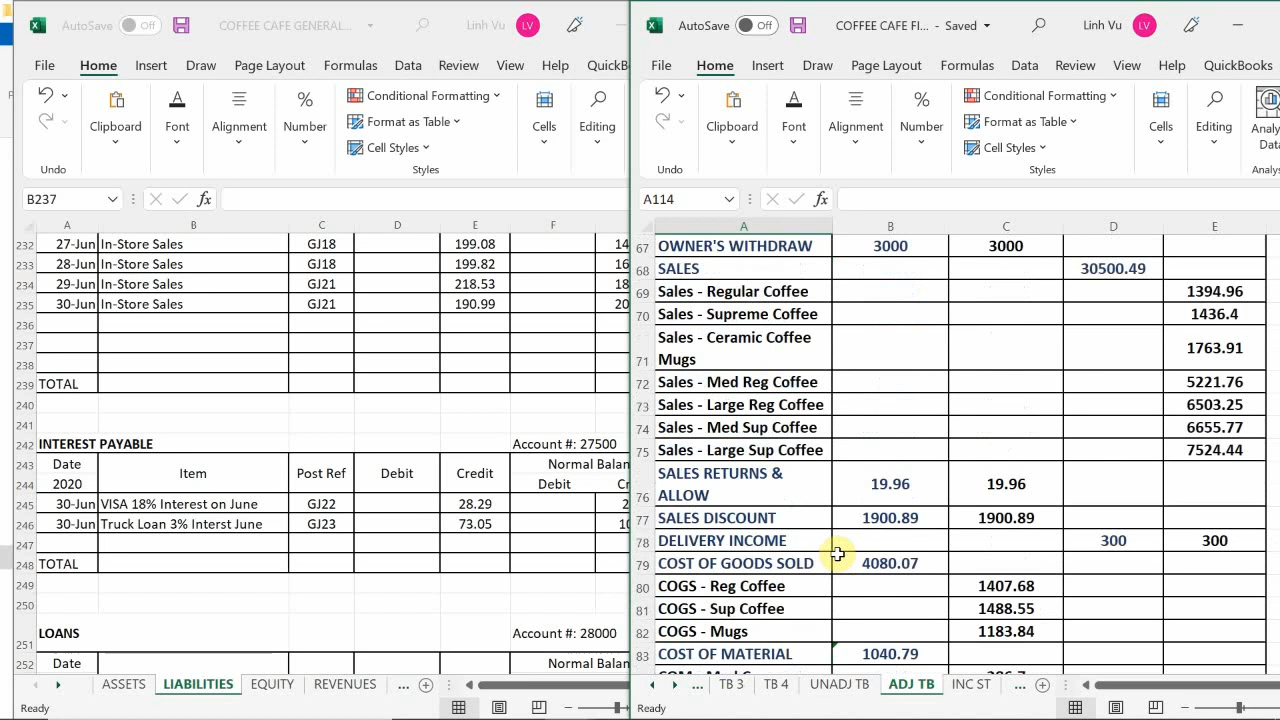 AutoSave Off COFFEE CAFE GENERAL... Linh Vu LV
File Home Insert Draw Page Layout Formulas Data Review View Help QuickB
Clipboard Font Alignment Number Conditional Formatting Format as Table Cell Styles Cells Editing
Undo Styles
B237 fx
A B C D E F
232 27-Jun In-Store Sales GJ18 199.08 14
233 28-Jun In-Store Sales GJ18 199.82 16
234 29-Jun In-Store Sales GJ21 218.53 18
235 30-Jun In-Store Sales GJ21 190.99 20
236
237
238
239 TOTAL
240
241
242 INTEREST PAYABLE Account #: 27500
243 Date Item Post Ref Debit Credit Normal Balan
244 2020 Debit Cr
245 30-Jun VISA 18% Interest on June GJ22 28.29 2
246 30-Jun Truck Loan 3% Interst June GJ23 73.05 10
247
248 TOTAL
249
250
251 LOANS Account #: 28000
252 Date Normal Balan
ASSETS LIABILITIES EQUITY REVENUES ...
Ready
AutoSave Off COFFEE CAFE FI... - Saved Linh Vu LV
File Home Insert Draw Page Layout Formulas Data Review View Help QuickBooks
Clipboard Font Alignment Number Conditional Formatting Format as Table Cell Styles Cells Editing Analy Data
Undo Styles Analys
A114 fx
A B C D E
67 OWNER'S WITHDRAW 3000 3000
68 SALES 30500.49
69 Sales - Regular Coffee 1394.96
70 Sales - Supreme Coffee 1436.4
Sales - Ceramic Coffee
71 Mugs 1763.91
72 Sales - Med Reg Coffee 5221.76
73 Sales - Large Reg Coffee 6503.25
74 Sales - Med Sup Coffee 6655.77
75 Sales - Large Sup Coffee 7524.44
SALES RETURNS &
76 ALLOW 19.96 19.96
77 SALES DISCOUNT 1900.89 1900.89
78 DELIVERY INCOME 300 300
79 COST OF GOODS SOLD 4080.07
80 COGS - Reg Coffee 1407.68
81 COGS - Sup Coffee 1488.55
82 COGS - Mugs 1183.84
83 COST OF MATERIAL 1040.79
... TB 3 TB 4 UNADJ TB ADJ TB INC ST ...
Ready